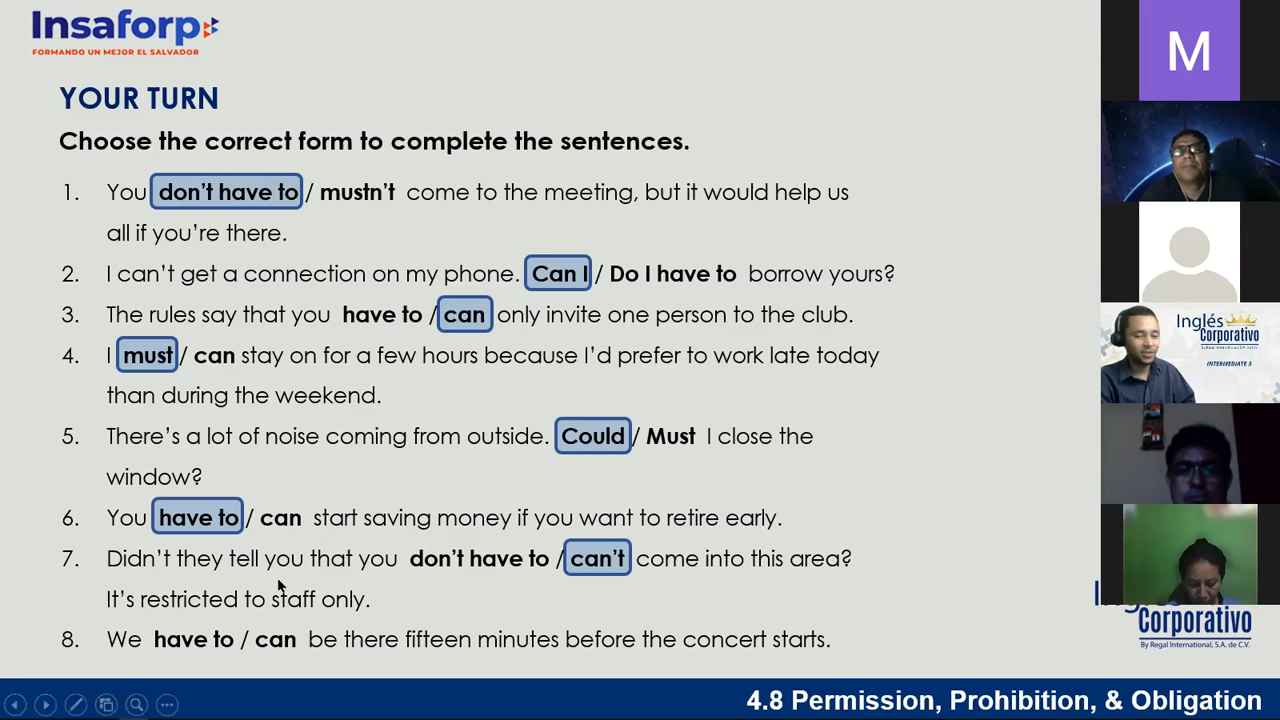 Insaforp
FORMANDO UN MEJOR EL SALVADOR
YOUR TURN
Choose the correct form to complete the sentences.
1. You don't have to / mustn't come to the meeting, but it would help us
all if you're there.
2. I can't get a connection on my phone. Can I / Do I have to borrow yours?
3. The rules say that you have to / can only invite one person to the club.
4. I must / can stay on for a few hours because I'd prefer to work late today
than during the weekend.
5. There's a lot of noise coming from outside. Could / Must I close the
window?
6. You have to / can start saving money if you want to retire early.
7. Didn't they tell you that you don't have to / can't come into this area?
It's restricted to staff only.
8. We have to / can be there fifteen minutes before the concert starts.
4.8 Permission, Prohibition, & Obligation
M
Inglés
Corporativo
By Regal International, S.A. de C.V.
INTERMEDIATE 3
Corporativo
By Regal International, S.A. de C.V.